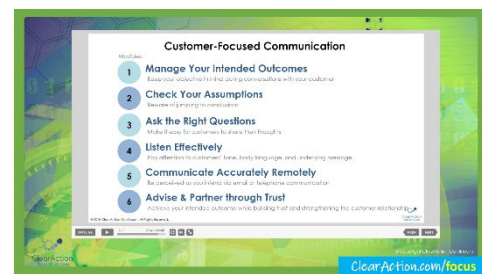 Customer-Focused Communication
Modules:
1 Manage Your Intended Outcomes
Keep your objective in mind during conversations with your customer
2 Check Your Assumptions
Beware of jumping to conclusions
3 Ask the Right Questions
Make it easy for customers to share their thoughts
4 Listen Effectively
Pay attention to customers' tone, body language, and underlying message
5 Communicate Accurately Remotely
Be perceived as you intend via email or telephone communication
6 Advise & Partner through Trust
Achieve your intended outcome while building trust and strengthening the customer relationship
ClearAction
ClearAction.com/focus